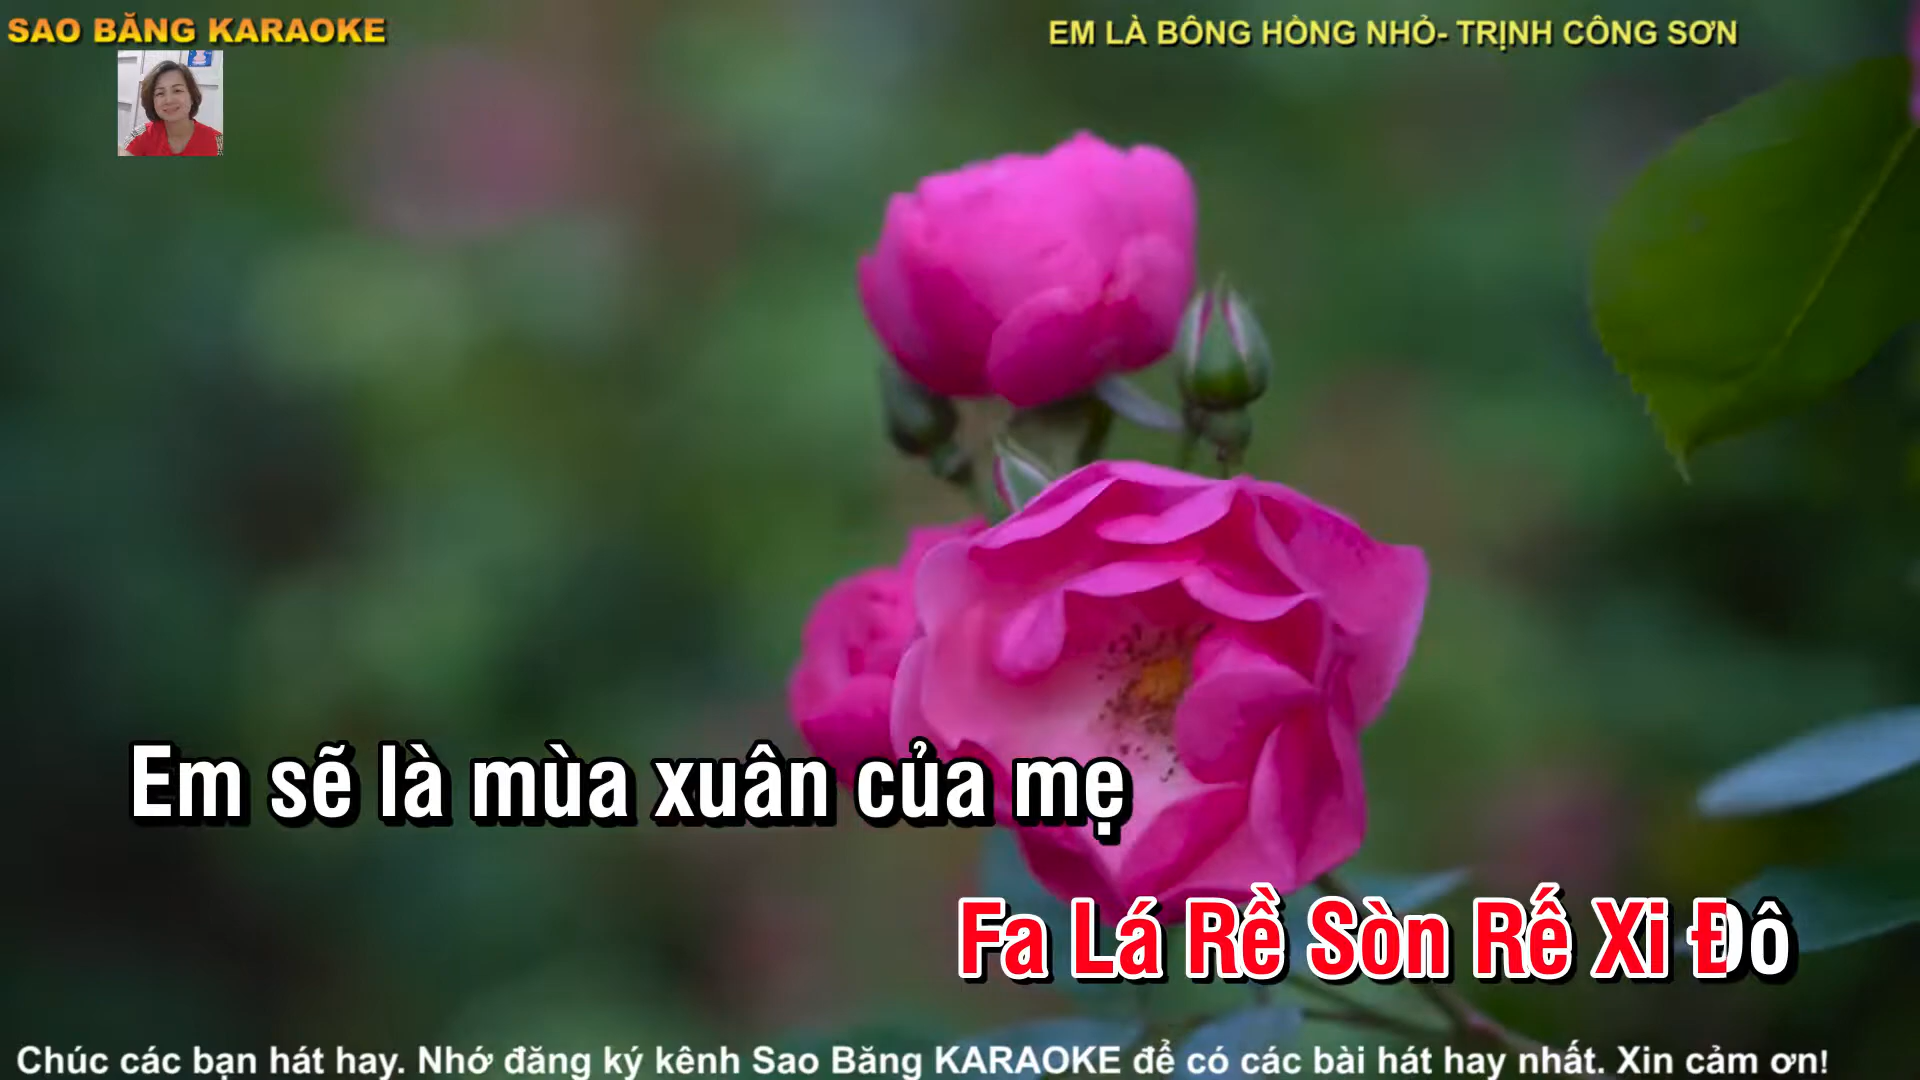 SAO BĂNG KARAOKE
EM LÀ BÔNG HỒNG NHỎ- TRỊNH CÔNG SƠN
Em sẽ là mùa xuân của mẹ
Fa Lá Rề Sòn Rế Xi Đô
Chúc các bạn hát hay. Nhớ đăng ký kênh Sao Băng KARAOKE để có các bài hát hay nhất. Xin cảm ơn!